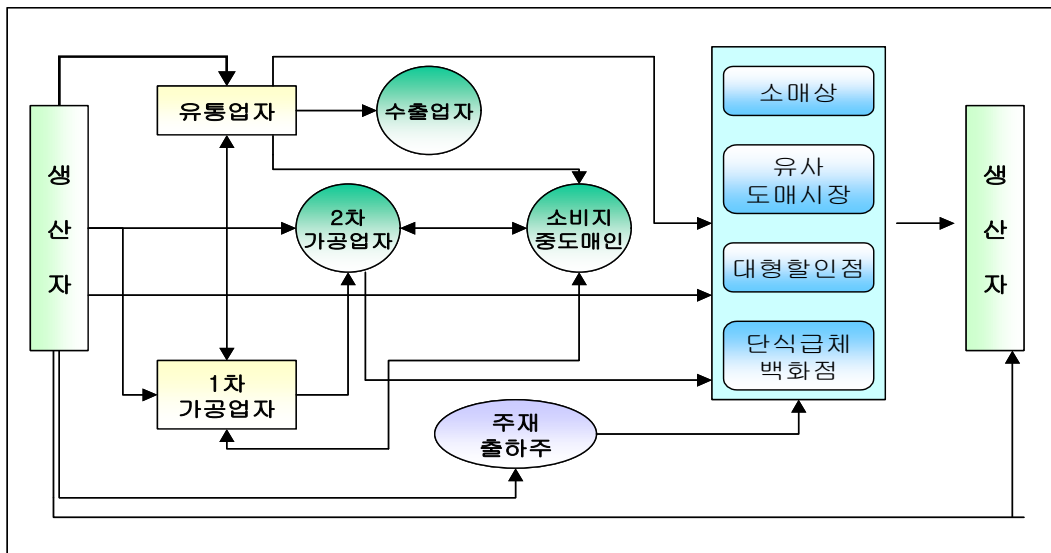 생
산
자
유통업자
수출업자
2차
가공업자
소비지
중도매인
1차
가공업자
주재
출하주
소매상
유사
도매시장
대형할인점
단식급체
백화점
생
산
자